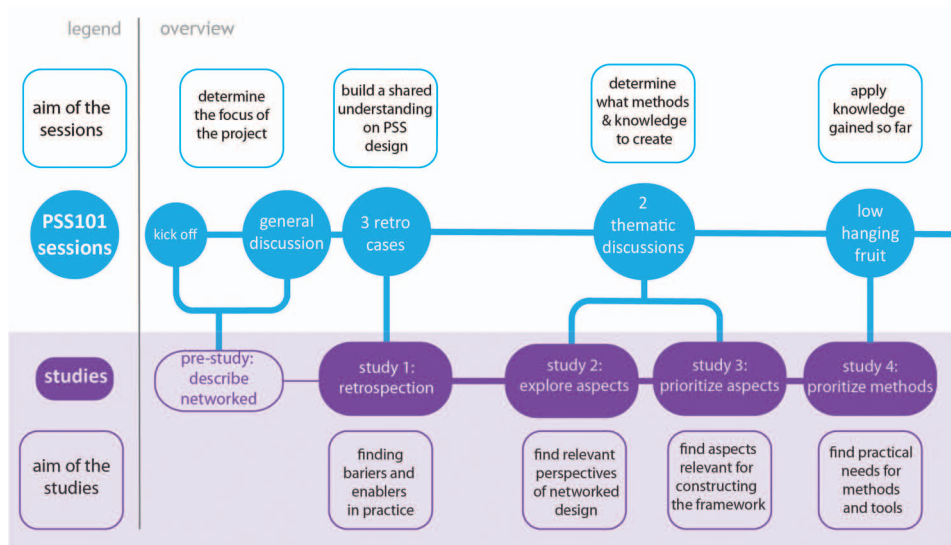 legend
overview
aim of the
sessions
determine
the focus of
the project
build a shared
understanding
on PSS
design
determine
what methods
& knowledge
to create
apply
knowledge
gained so far
PSS101
sessions
kick off
general
discussion
3 retro
cases
2
thematic
discussions
low
hanging
fruit
studies
pre-study:
describe
networked
study 1:
retrospection
study 2:
explore aspects
study 3:
prioritize aspects
study 4:
proritize methods
aim of the
studies
finding
bariers and
enablers
in practice
find relevant
perspectives
of networked
design
find aspects
relevant for
constructing
the framework
find practical
needs for
methods
and tools